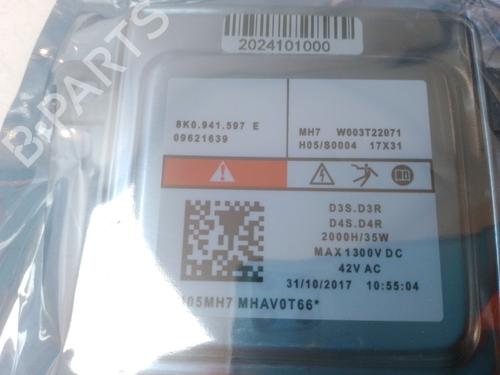 2024101000
8K0.941.597 E
09621639
MH7 W003T22071
H05/S0004 17X31
D3S.D3R
D4S.D4R
2000H/35W
MAX1300V DC
42V AC
31/10/2017 10:55:04
05MH7 MHAV0T66*
B-PARTS